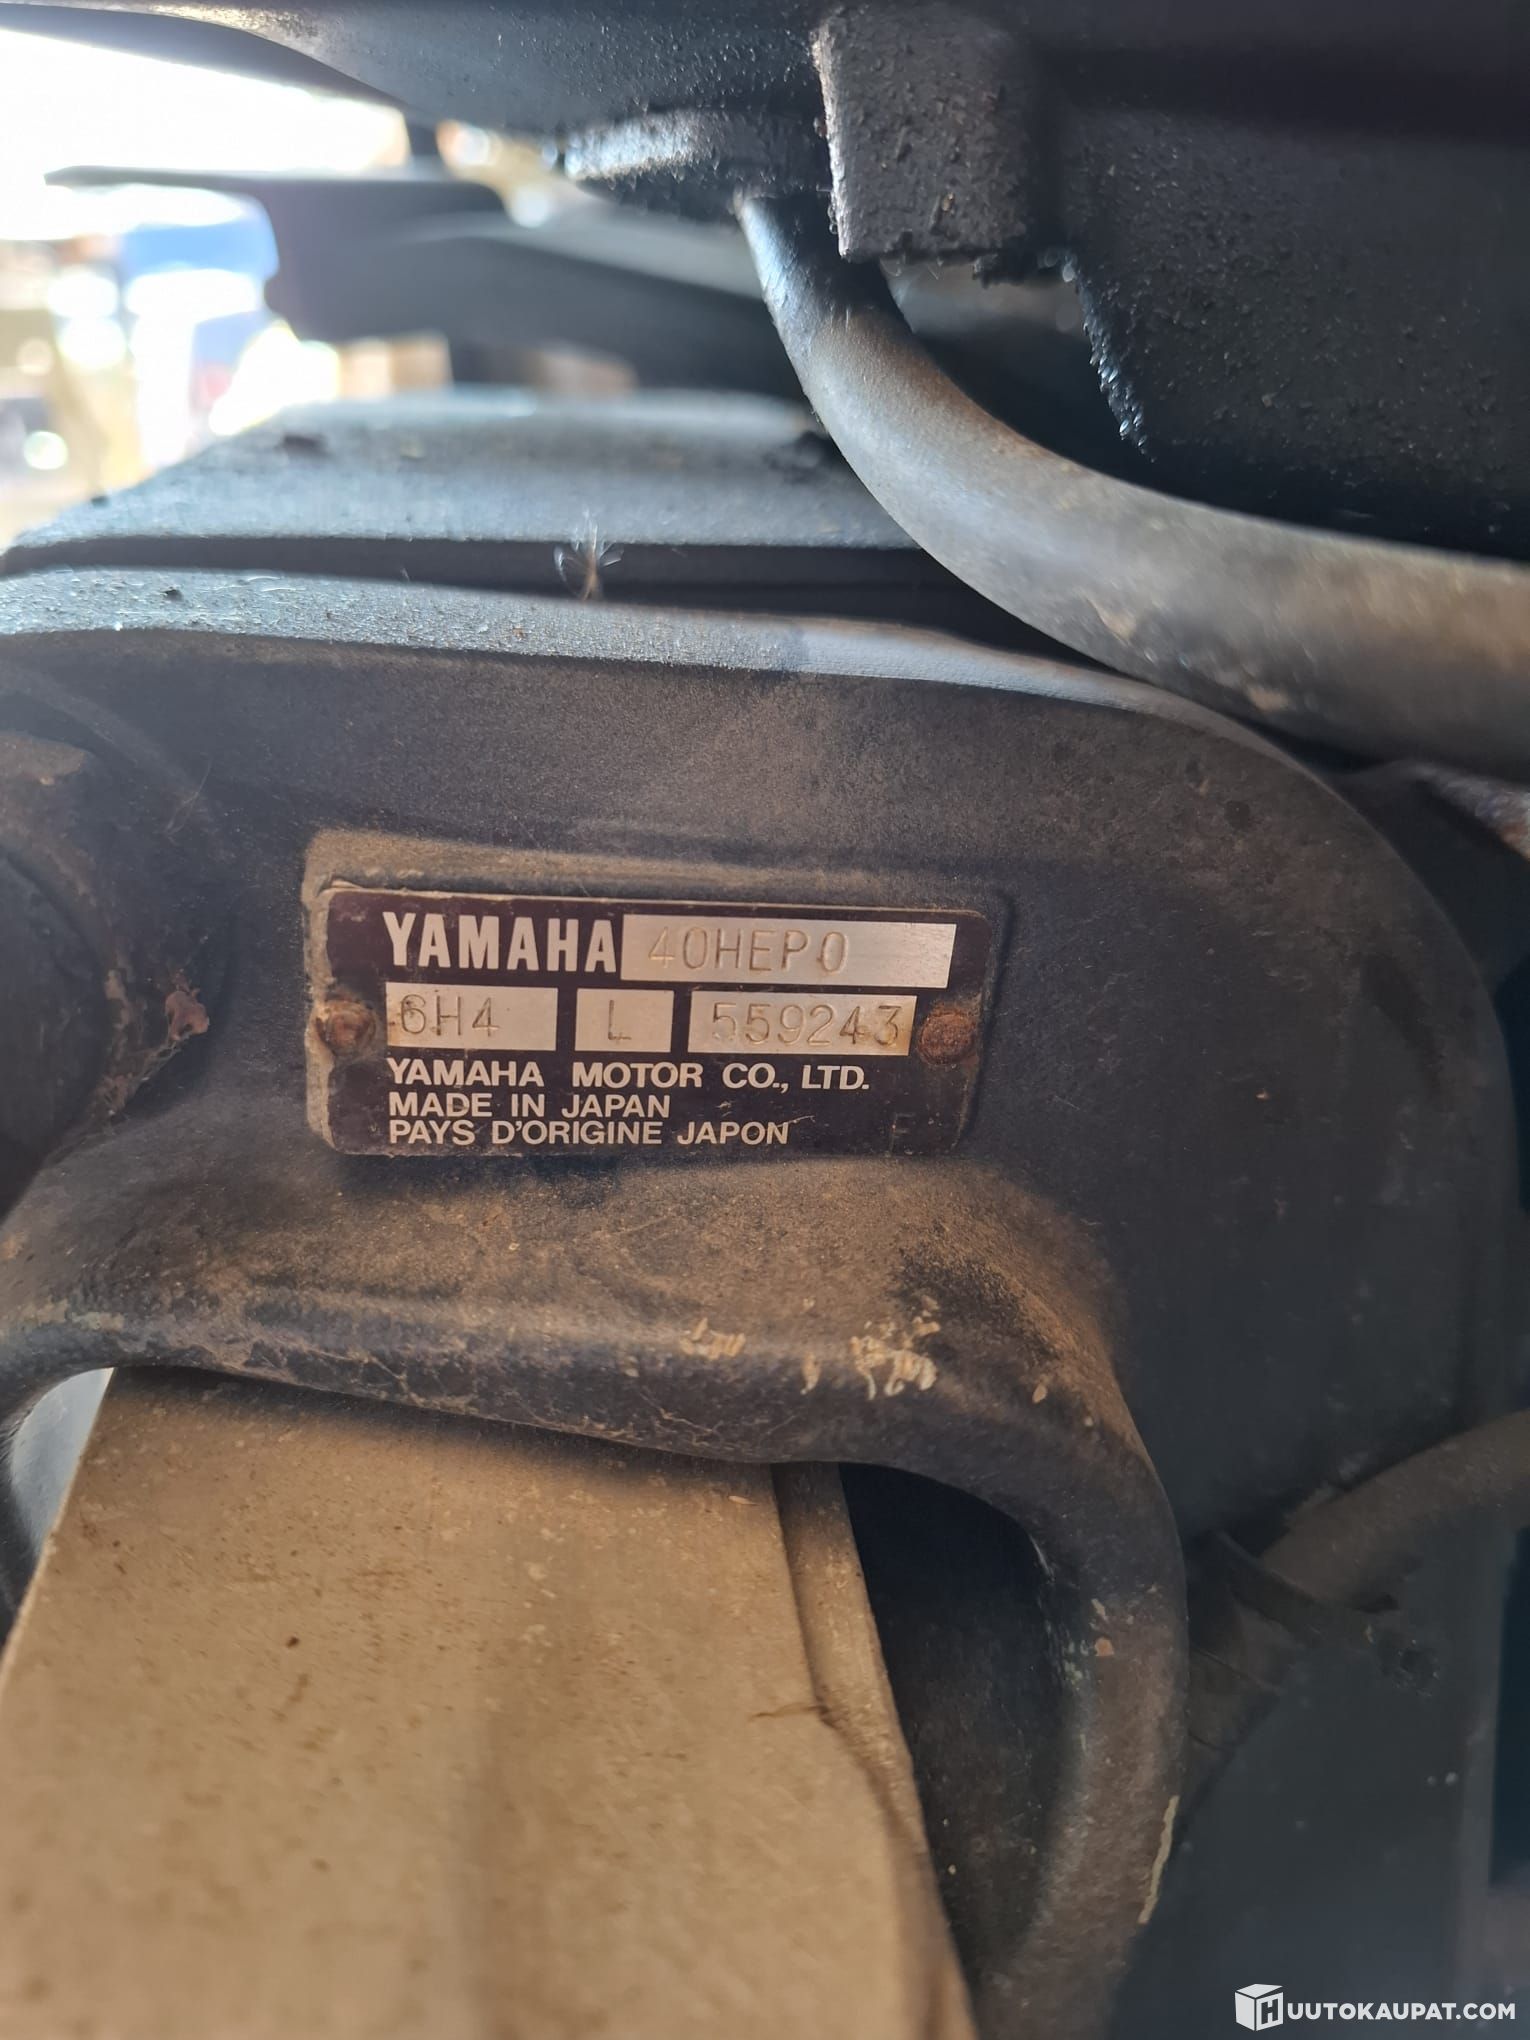 YAMAHA 40HEPO
6H4 L 559243
YAMAHA MOTOR CO., LTD.
MADE IN JAPAN
PAYS D'ORIGINE JAPON F
HUUTOKAUPAT.COM